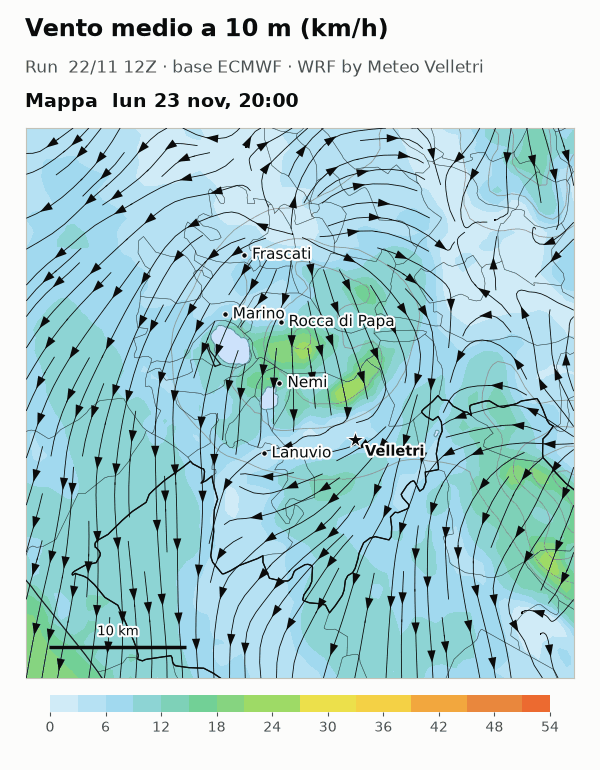 Vento medio a 10 m (km/h)
Run  22/11 12Z · base ECMWF · WRF by Meteo Velletri
Mappa  lun 23 nov, 20:00
Frascati
Marino
Rocca di Papa
Nemi
Velletri
Lanuvio
10 km
0 6 12 18 24 30 36 42 48 54